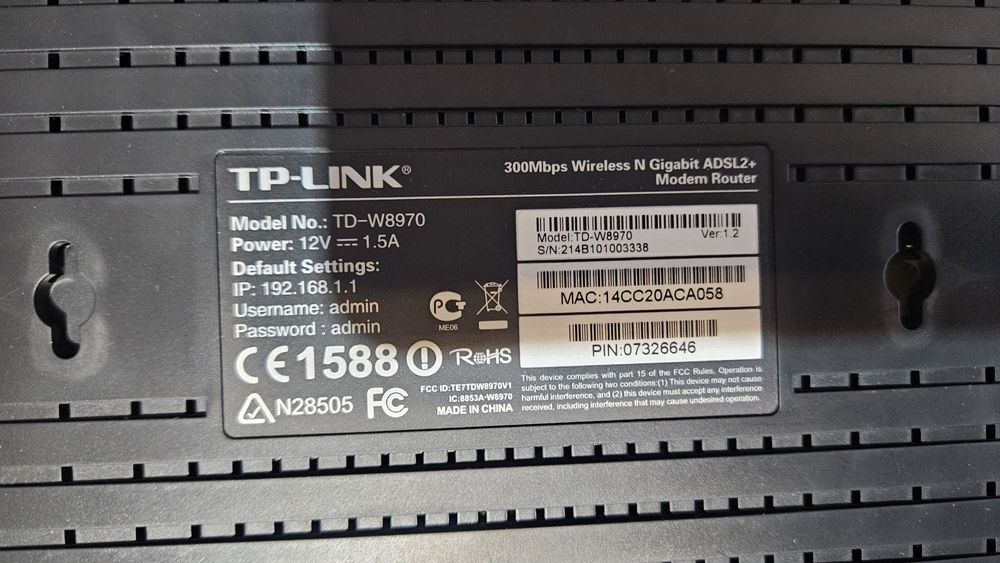 TP-LINK®
300Mbps Wireless N Gigabit ADSL2+
Modem Router
Model No.: TD-W8970
Power: 12V ⎓ 1.5A
Default Settings:
IP: 192.168.1.1
Username: admin
Password : admin
Model:TD-W8970 Ver:1.2
S/N:214B101003338
MAC:14CC20ACA058
PIN:07326646
PG
ME06
CE1588
RoHS
N28505 FC
FCC ID:TE7TDW8970V1
IC:8853A-W8970
MADE IN CHINA
This device complies with part 15 of the FCC Rules. Operation is
subject to the following two conditions:(1) This device may not cause
harmful interference, and (2) this device must accept any interference
received, including interference that may cause undesired operation.